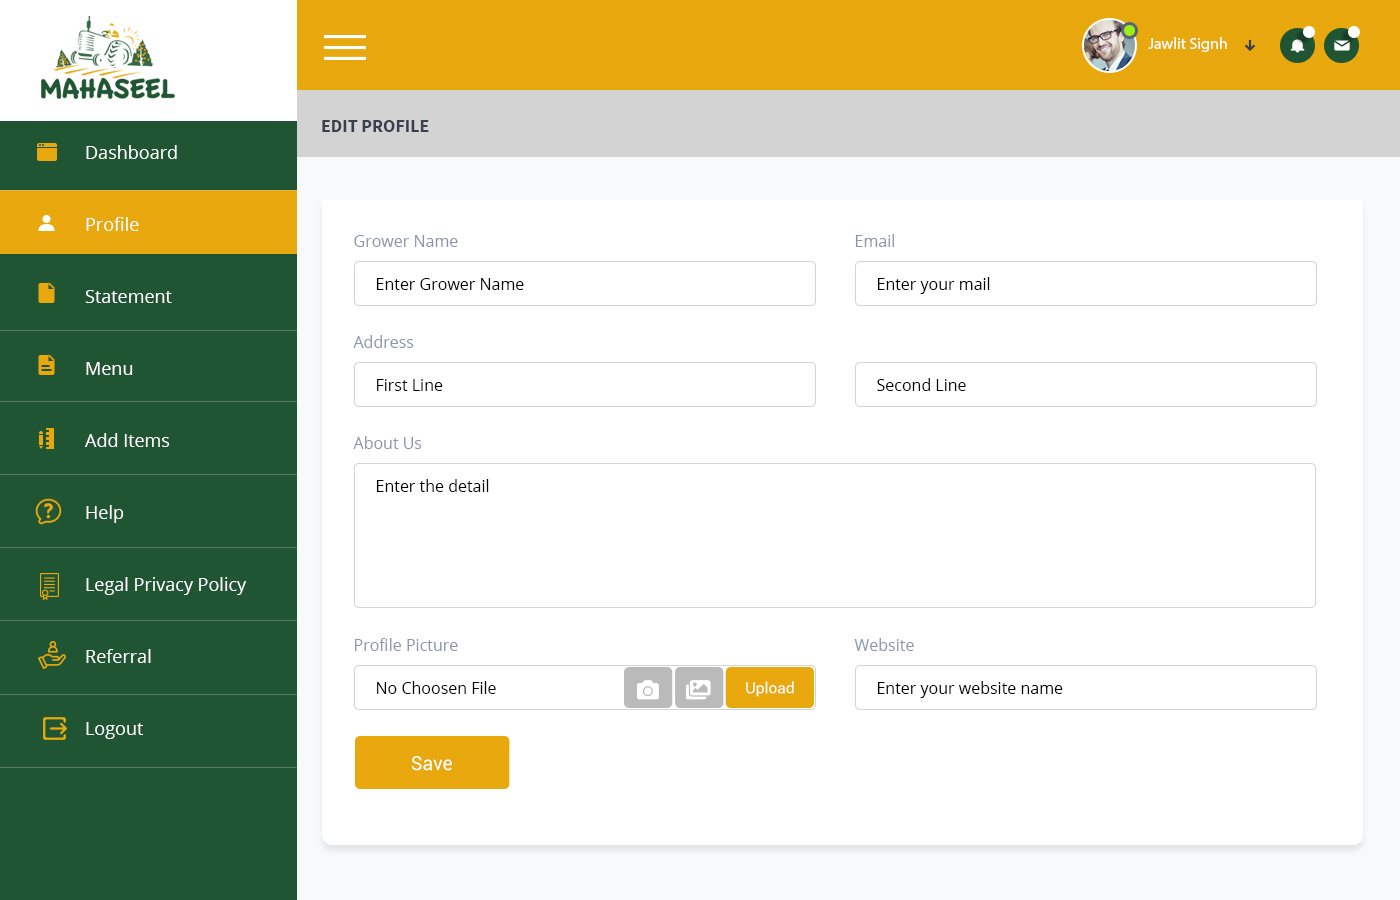 MAHASEEL
Jawlit Signh
EDIT PROFILE
Dashboard
Profile
Statement
Menu
Add Items
Help
Legal Privacy Policy
Referral
Logout
Grower Name
Enter Grower Name
Email
Enter your mail
Address
First Line
Second Line
About Us
Enter the detail
Profile Picture
No Choosen File
Upload
Website
Enter your website name
Save